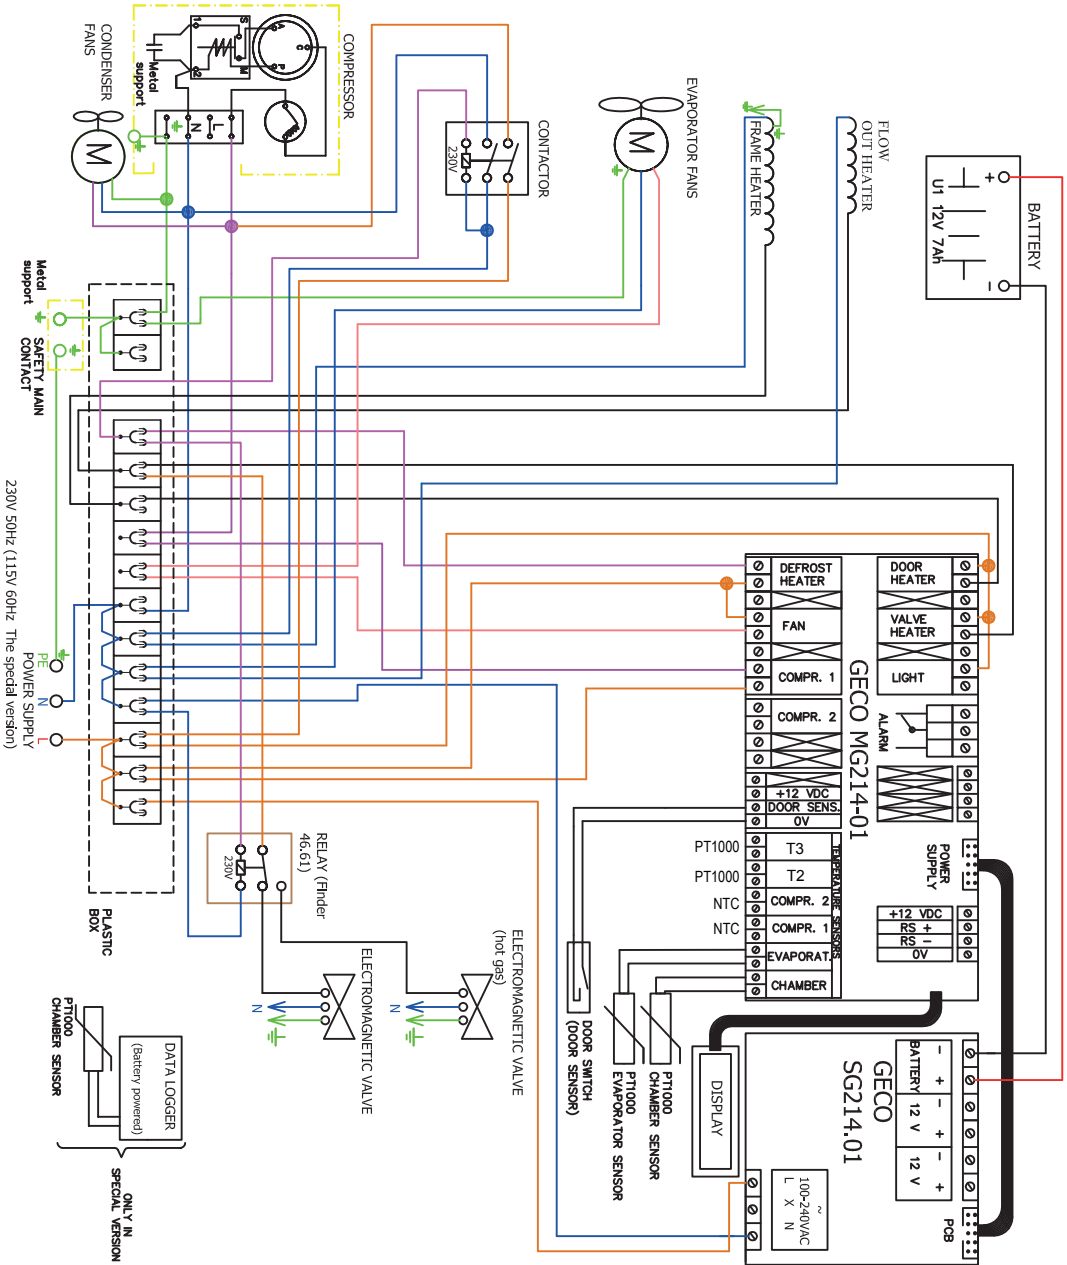 COMPRESSOR
CONDENSER
FANS
Metal
support
1
2
S
M
A
C
P
L
N
M
CONTACTOR
230V
EVAPORATOR FANS
M
FRAME HEATER
FLOW
OUT HEATER
BATTERY
+
−
U1 12V 7Ah
Metal
support
SAFETY MAIN
CONTACT
PE
N
L
POWER SUPPLY
230V 50Hz (115V 60Hz The special version)
PLASTIC
BOX
RELAY (Finder
46.61)
230V
ELECTROMAGNETIC VALVE
N
ELECTROMAGNETIC VALVE
(hot gas)
N
GECO MG214-01
DEFROST
HEATER
FAN
COMPR. 1
COMPR. 2
+12 VDC
DOOR SENS.
0V
TEMPERATURE SENSORS
T3
T2
COMPR. 2
COMPR. 1
EVAPORAT.
CHAMBER
PT1000
PT1000
NTC
NTC
DOOR
HEATER
VALVE
HEATER
LIGHT
ALARM
POWER
SUPPLY
+12 VDC
RS +
RS −
0V
DOOR SWITCH
(DOOR SENSOR)
PT1000
EVAPORATOR SENSOR
PT1000
CHAMBER SENSOR
DISPLAY
GECO
SG214.01
BATTERY
− +
12 V
− +
12 V
− +
PCB
~
100-240VAC
L X N
DATA LOGGER
(Battery powered)
PT1000
CHAMBER SENSOR
ONLY IN
SPECIAL VERSION